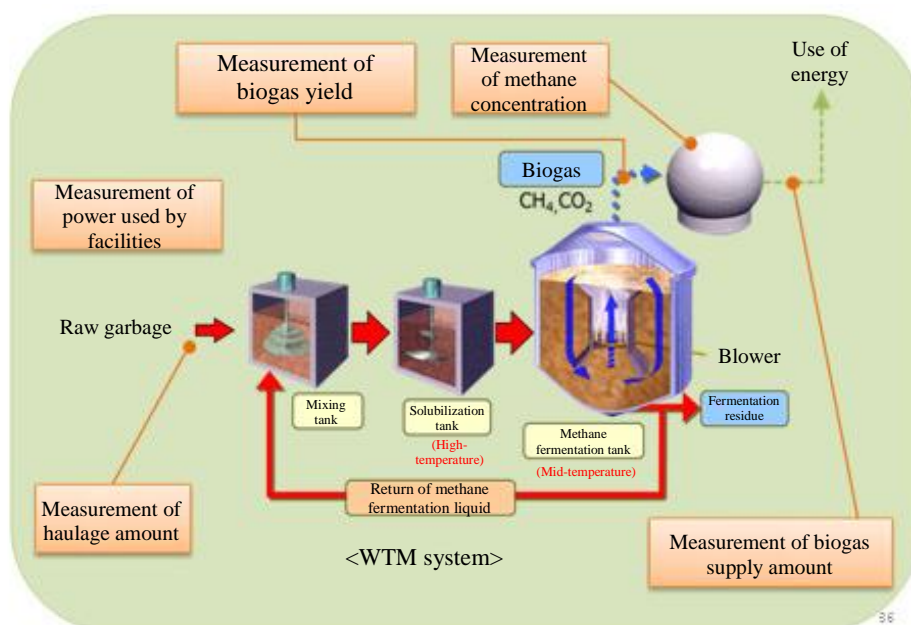 Measurement of
biogas yield
Measurement
of methane
concentration
Use of
energy
Biogas
CH4,CO2
Measurement of
power used by
facilities
Raw garbage
Blower
Mixing
tank
Solubilization
tank
(High-
temperature)
Methane
fermentation tank
(Mid-temperature)
Fermentation
residue
Return of methane
fermentation liquid
Measurement of
haulage amount
<WTM system>
Measurement of biogas
supply amount
36